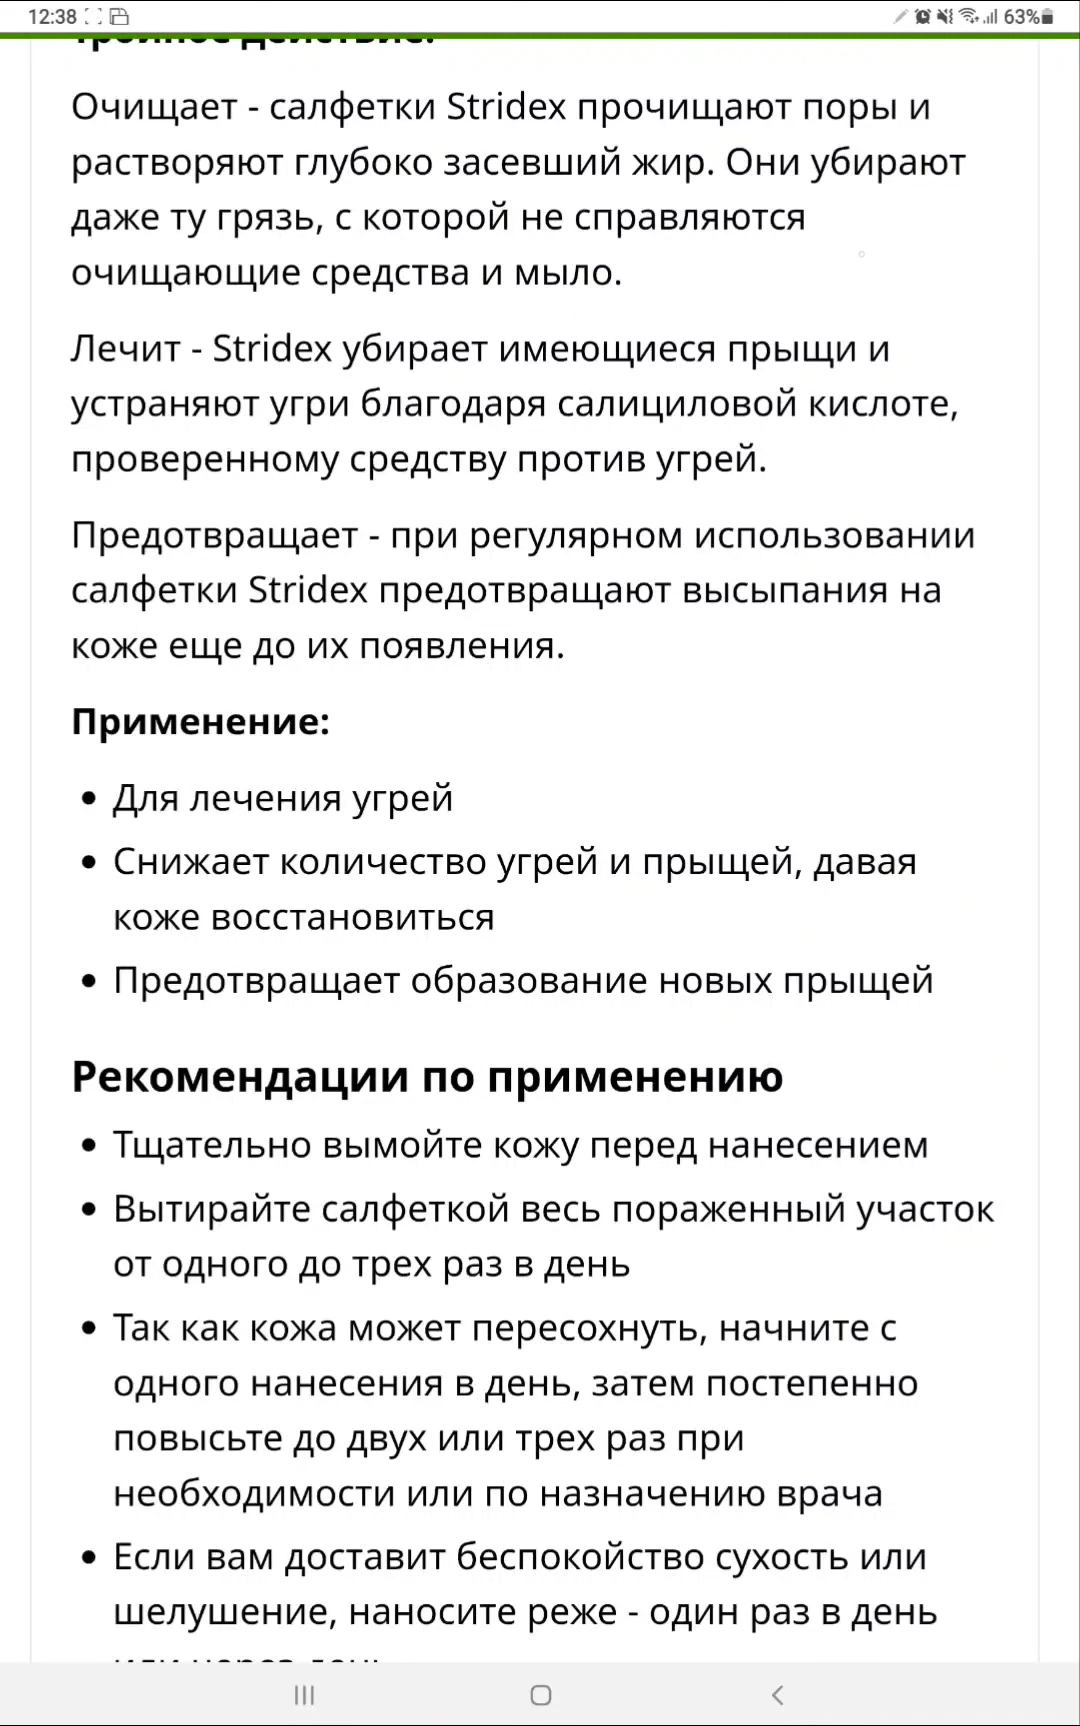 12:38
63%
Тройное действие:
Очищает - салфетки Stridex прочищают поры и
растворяют глубоко засевший жир. Они убирают
даже ту грязь, с которой не справляются
очищающие средства и мыло.
Лечит - Stridex убирает имеющиеся прыщи и
устраняют угри благодаря салициловой кислоте,
проверенному средству против угрей.
Предотвращает - при регулярном использовании
салфетки Stridex предотвращают высыпания на
коже еще до их появления.
Применение:
• Для лечения угрей
• Снижает количество угрей и прыщей, давая
коже восстановиться
• Предотвращает образование новых прыщей
Рекомендации по применению
• Тщательно вымойте кожу перед нанесением
• Вытирайте салфеткой весь пораженный участок
от одного до трех раз в день
• Так как кожа может пересохнуть, начните с
одного нанесения в день, затем постепенно
повысьте до двух или трех раз при
необходимости или по назначению врача
• Если вам доставит беспокойство сухость или
шелушение, наносите реже - один раз в день
или через день